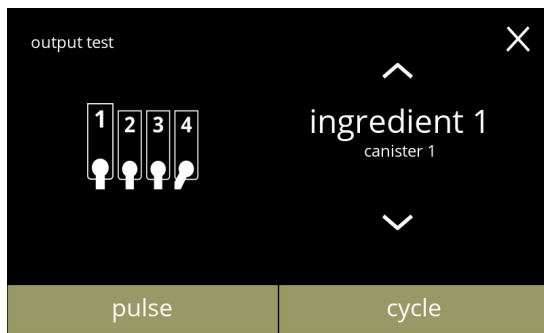 output test
1 2 3 4
ingredient 1
canister 1
pulse
cycle